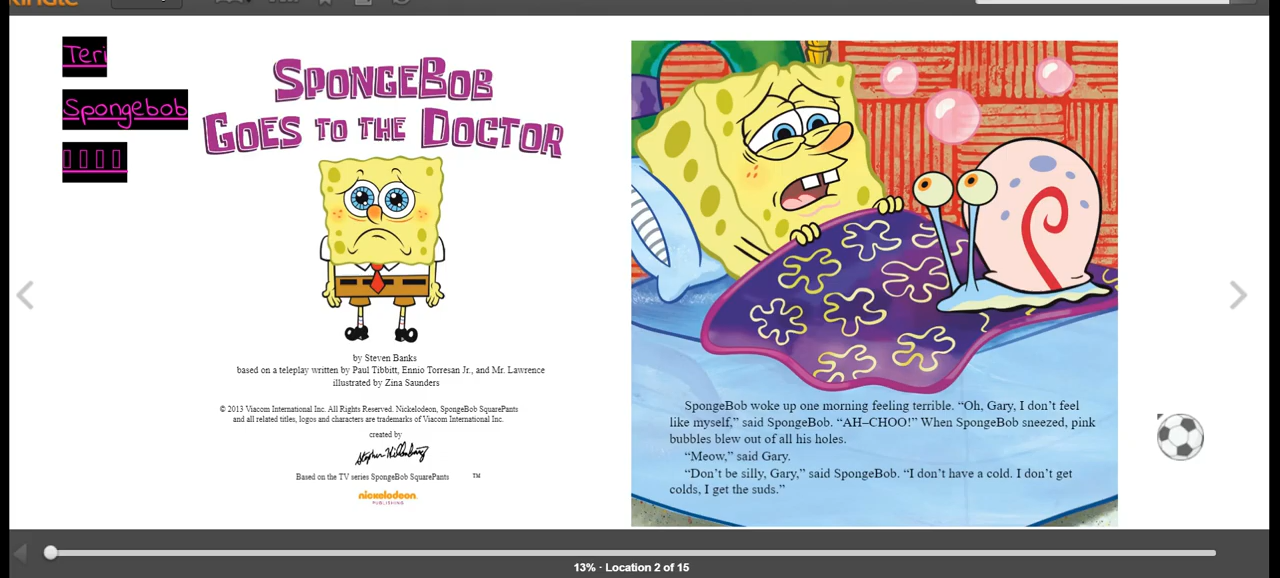 Teri
Spongebob
SPONGEBOB
GOES TO THE DOCTOR
by Steven Banks
based on a teleplay written by Paul Tibbitt, Ennio Torresan Jr., and Mr. Lawrence
illustrated by Zina Saunders
© 2013 Viacom International Inc. All Rights Reserved. Nickelodeon, SpongeBob SquarePants
and all related titles, logos and characters are trademarks of Viacom International Inc.
created by
Stephen Hillenburg
Based on the TV series SpongeBob SquarePants ™
nickelodeon
PUBLISHING
SpongeBob woke up one morning feeling terrible. “Oh, Gary, I don’t feel
like myself,” said SpongeBob. “AH–CHOO!” When SpongeBob sneezed, pink
bubbles blew out of all his holes.
“Meow,” said Gary.
“Don’t be silly, Gary,” said SpongeBob. “I don’t have a cold. I don’t get
colds, I get the suds.”
13% · Location 2 of 15